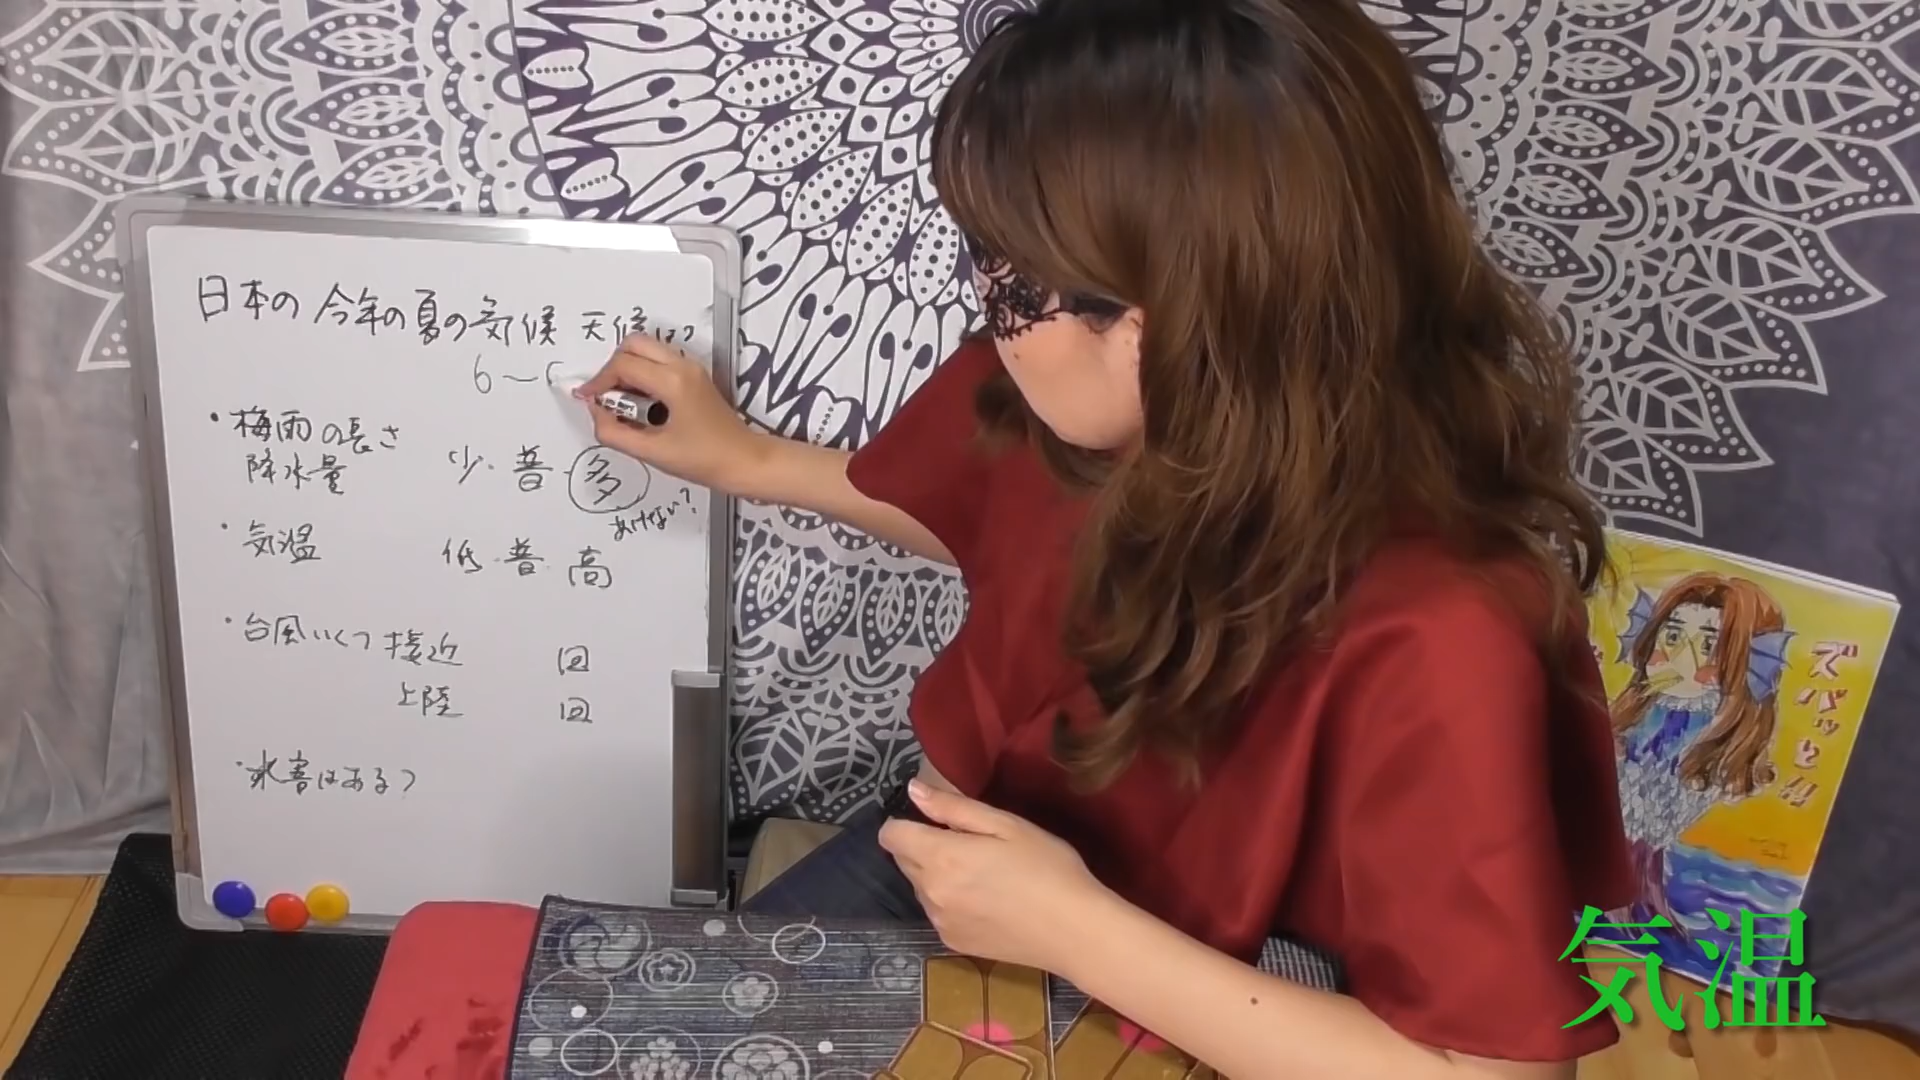 日本の 今年の夏の気候 天候は?
6〜
・梅雨の長さ
降水量 少・普・多
あけない?
・気温 低・普・高
・台風いくつ 接近 回
上陸 回
・水害はある?
ズバッと!!
気温